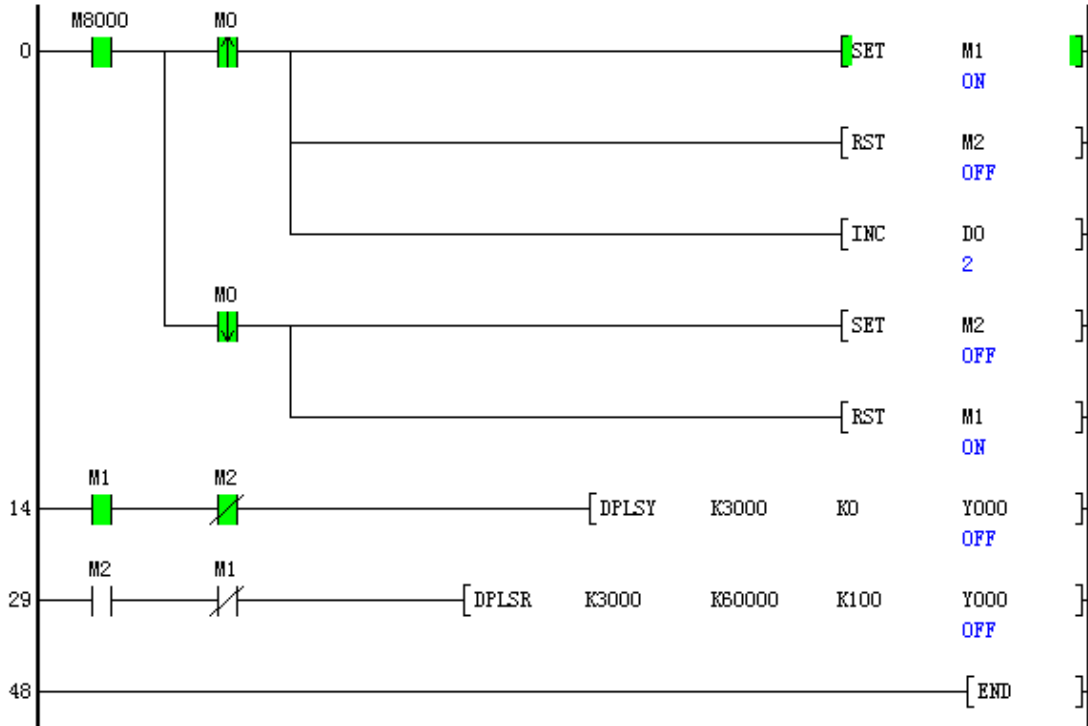 M8000 M0
0 [SET M1 ]
ON
[RST M2 ]
OFF
[INC D0 ]
2
M0
[SET M2 ]
OFF
[RST M1 ]
ON
M1 M2
14 [DPLSY K3000 K0 Y000 ]
OFF
M2 M1
29 [DPLSR K3000 K60000 K100 Y000 ]
OFF
48 [END ]